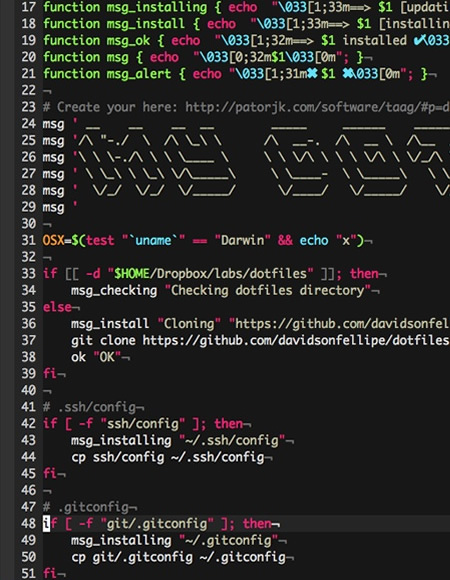 17 function msg_installing { echo  "\033[1;33m==> $1 [updati
18 function msg_install { echo  "\033[1;33m==> $1 [installin
19 function msg_ok { echo  "\033[1;32m==> $1 installed ✔\033
20 function msg { echo  "\033[0;32m$1\033[0m"; }¬
21 function msg_alert { echo "\033[1;31m✖ $1 ✖\033[0m"; }¬
22 ¬
23 # Create your here: http://patorjk.com/software/taag/#p=d
24 msg '
25 msg '
26 msg '
27 msg '
28 msg '
29 msg '
30 ¬
31 OSX=$(test "`uname`" == "Darwin" && echo "x")¬
32 ¬
33 if [[ -d "$HOME/Dropbox/labs/dotfiles" ]]; then¬
34     msg_checking "Checking dotfiles directory"¬
35 else¬
36     msg_install "Cloning" "https://github.com/davidsonfel
37     git clone https://github.com/davidsonfellipe/dotfiles
38     ok "OK"¬
39 fi¬
40 ¬
41 # .ssh/config¬
42 if [ -f "ssh/config" ]; then¬
43     msg_installing "~/.ssh/config"¬
44     cp ssh/config ~/.ssh/config¬
45 fi¬
46 ¬
47 # .gitconfig¬
48 if [ -f "git/.gitconfig" ]; then¬
49     msg_installing "~/.gitconfig"¬
50     cp git/.gitconfig ~/.gitconfig¬
51 fi¬